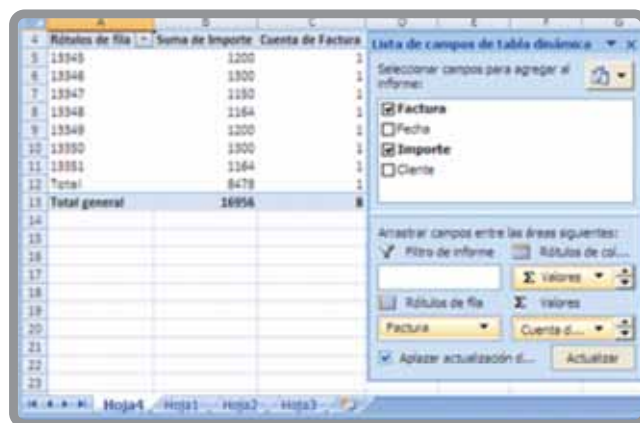 A B C D E F G
4 Rótulos de fila Suma de Importe Cuenta de Factura
5 13345 1200 1
6 13346 1300 1
7 13347 1150 1
8 13348 1164 1
9 13349 1200 1
10 13350 1300 1
11 13351 1164 1
12 Total 8478 1
13 Total general 16956 8
14
15
16
17
18
19
20
21
22
23
Hoja4 Hoja1 Hoja2 Hoja3
Lista de campos de tabla dinámica
Seleccionar campos para agregar al
informe:
Factura
Fecha
Importe
Cliente
Arrastrar campos entre las áreas siguientes:
Filtro de informe Rótulos de col...
Σ Valores
Rótulos de fila Σ Valores
Factura Cuenta d...
Aplazar actualización d... Actualizar